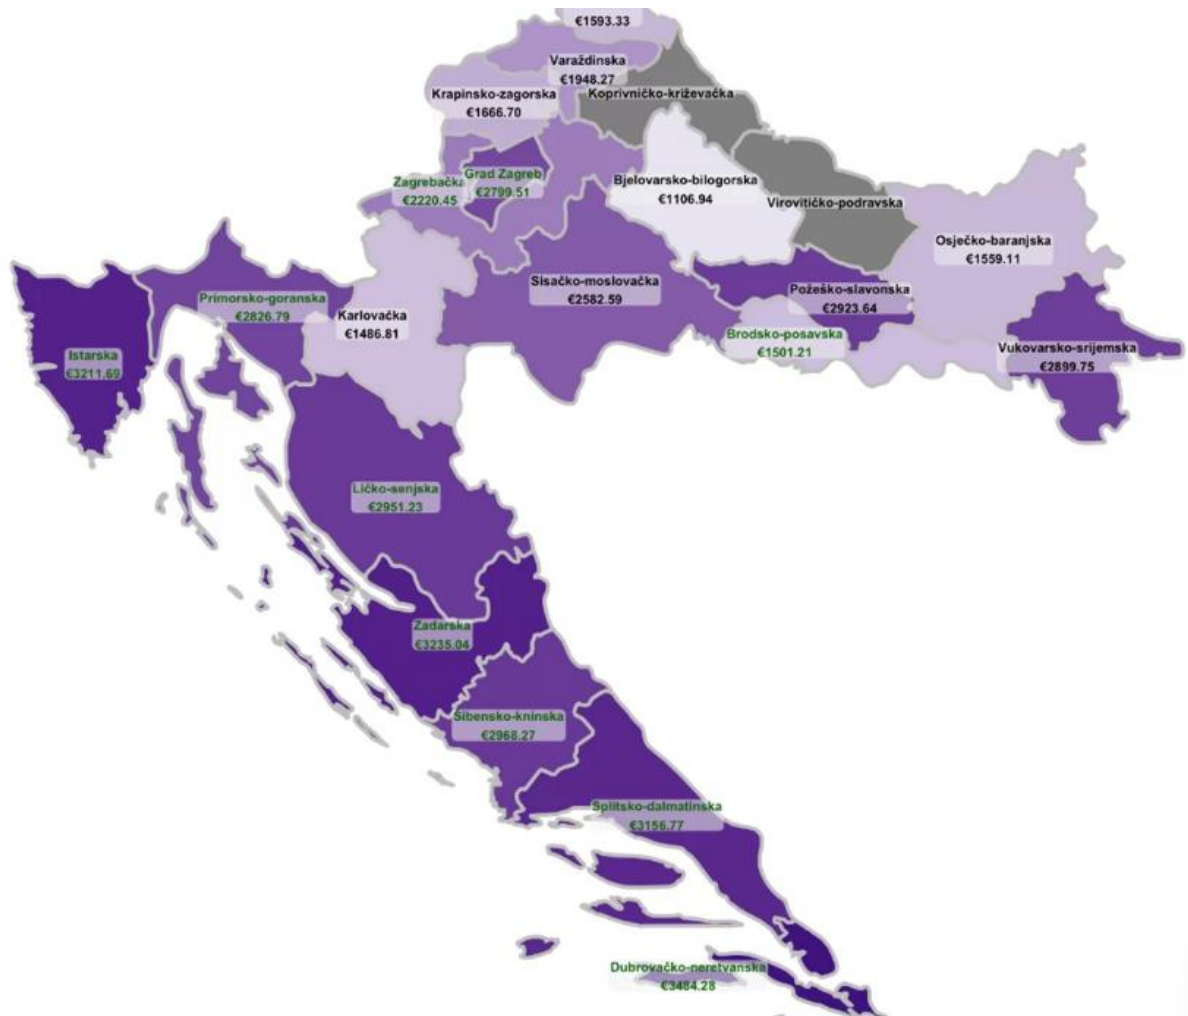 €1593.33
Varaždinska
€1948.27
Krapinsko-zagorska
€1666.70
Koprivničko-križevačka
Grad Zagreb
€2799.51
Zagrebačka
€2220.45
Bjelovarsko-bilogorska
€1106.94
Virovitičko-podravska
Osječko-baranjska
€1559.11
Sisačko-moslovačka
€2582.59
Požeško-slavonska
€2923.64
Primorsko-goranska
€2826.79
Karlovačka
€1486.81
Brodsko-posavska
€1501.21
Vukovarsko-srijemska
€2899.75
Istarska
€3211.69
Ličko-senjska
€2951.23
Zadarska
€3235.04
Šibensko-kninska
€2968.27
Splitsko-dalmatinska
€3156.77
Dubrovačko-neretvanska
€3484.28